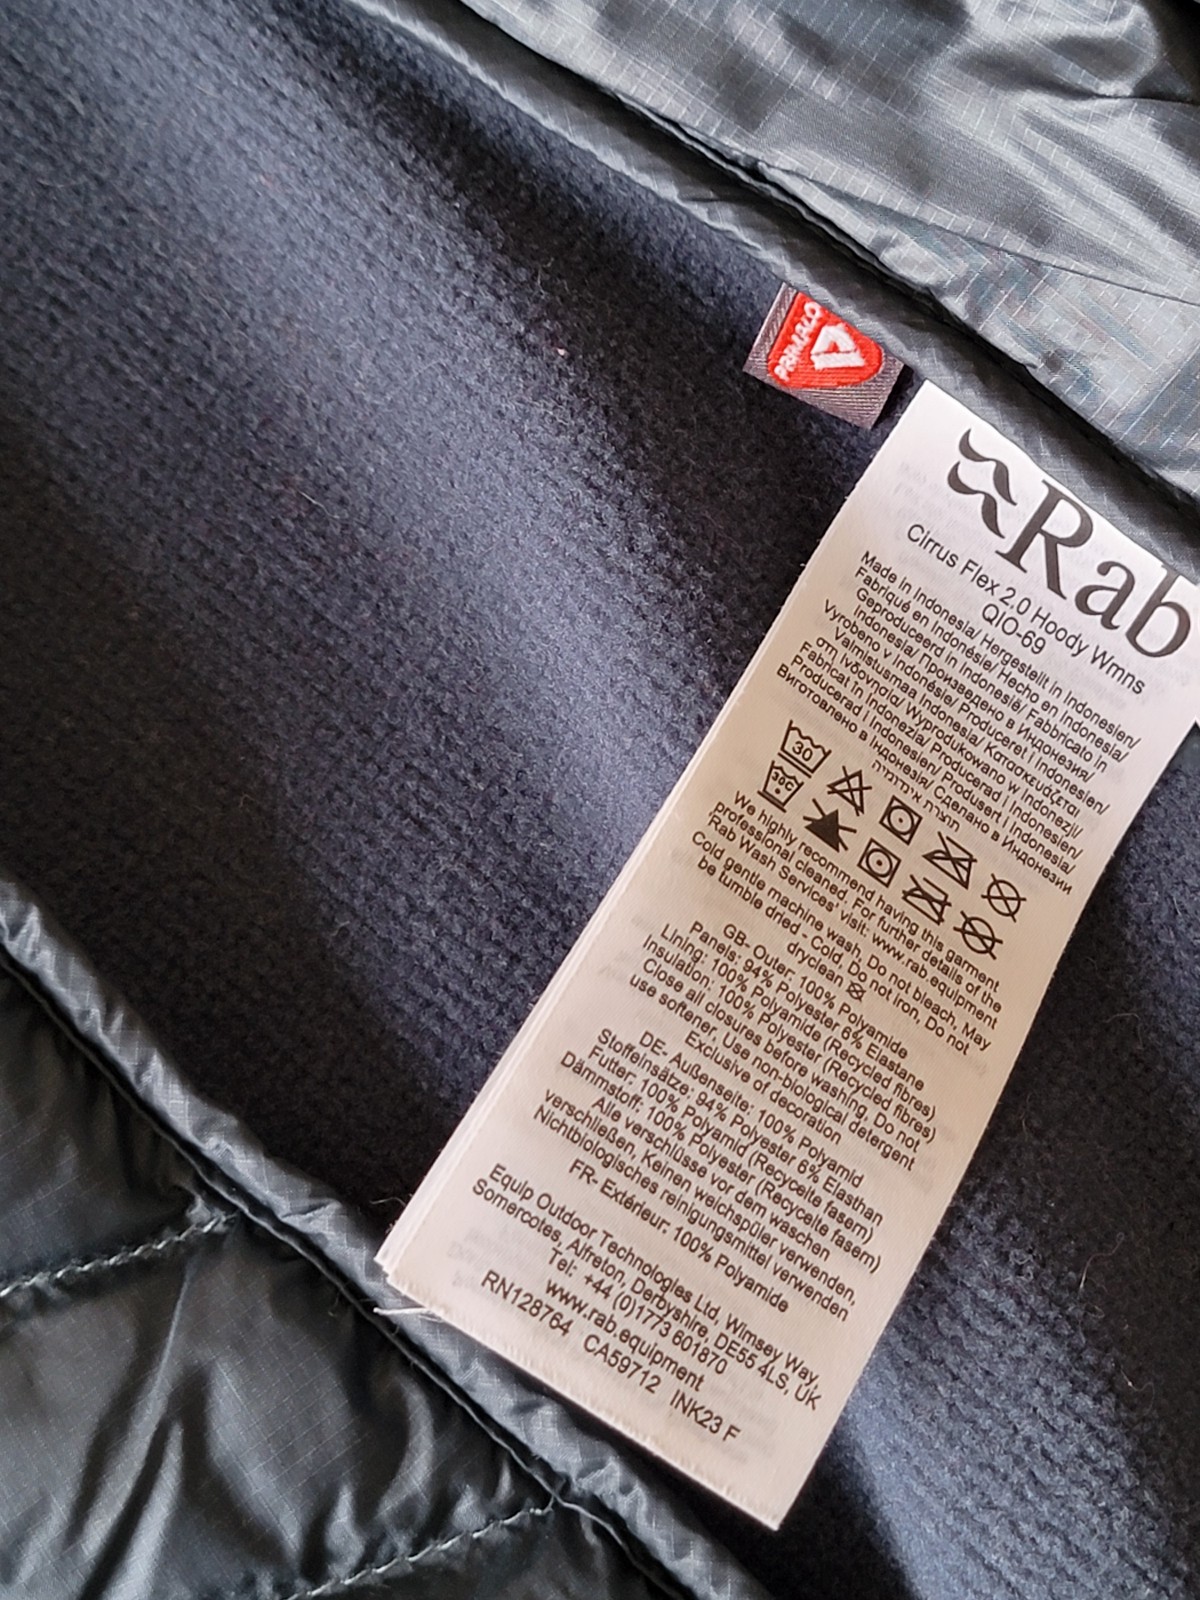 PRIMALO
Rab
Cirrus Flex 2.0 Hoody Wmns
QIO-69
Made in Indonesia/ Hergestellt in Indonesien/
Fabriqué en Indonésie/ Hecho en Indonesia/
Geproduceerd in Indonesië/ Fabbricato in
Indonesia/ Произведено в Индонезия/
Vyrobeno v Indonésie/ Produceret i Indonesien/
Valmistusmaa Indonesia/ Κατασκευάζεται
στη Ινδονησία/ Wyprodukowano w Indonezji/
Fabricat în Indonezia/ Producerad i Indonesien/
Producerad i Indonesien/ Produsert i Indonesia/
Виготовлено в Індонезія/ Сделано в Индонезии
תוצרת אינדונזיה
30
30C
We highly recommend having this garment
professional cleaned. For further details of the
'Rab Wash Services' visit: www.rab.equipment
Cold gentle machine wash, Do not bleach, May
be tumble dried - Cold, Do not iron, Do not
dryclean
GB- Outer: 100% Polyamide
Panels: 94% Polyester 6% Elastane
Lining: 100% Polyamide (Recycled fibres)
Insulation: 100% Polyester (Recycled fibres)
Close all closures before washing, Do not
use softener. Use non-biological detergent
Exclusive of decoration
DE- Außenseite: 100% Polyamid
Stoffeinsätze: 94% Polyester 6% Elasthan
Futter: 100% Polyamid (Recycelte fasern)
Dämmstoff: 100% Polyester (Recycelte fasern)
Alle verschlüsse vor dem waschen
verschließen, Keinen weichspüler verwenden,
Nichtbiologisches reinigungsmittel verwenden
FR- Extérieur: 100% Polyamide
Equip Outdoor Technologies Ltd, Wimsey Way,
Somercotes, Alfreton, Derbyshire, DE55 4LS, UK
Tel: +44 (0)1773 601870
www.rab.equipment
RN128764 CA59712 INK23 F